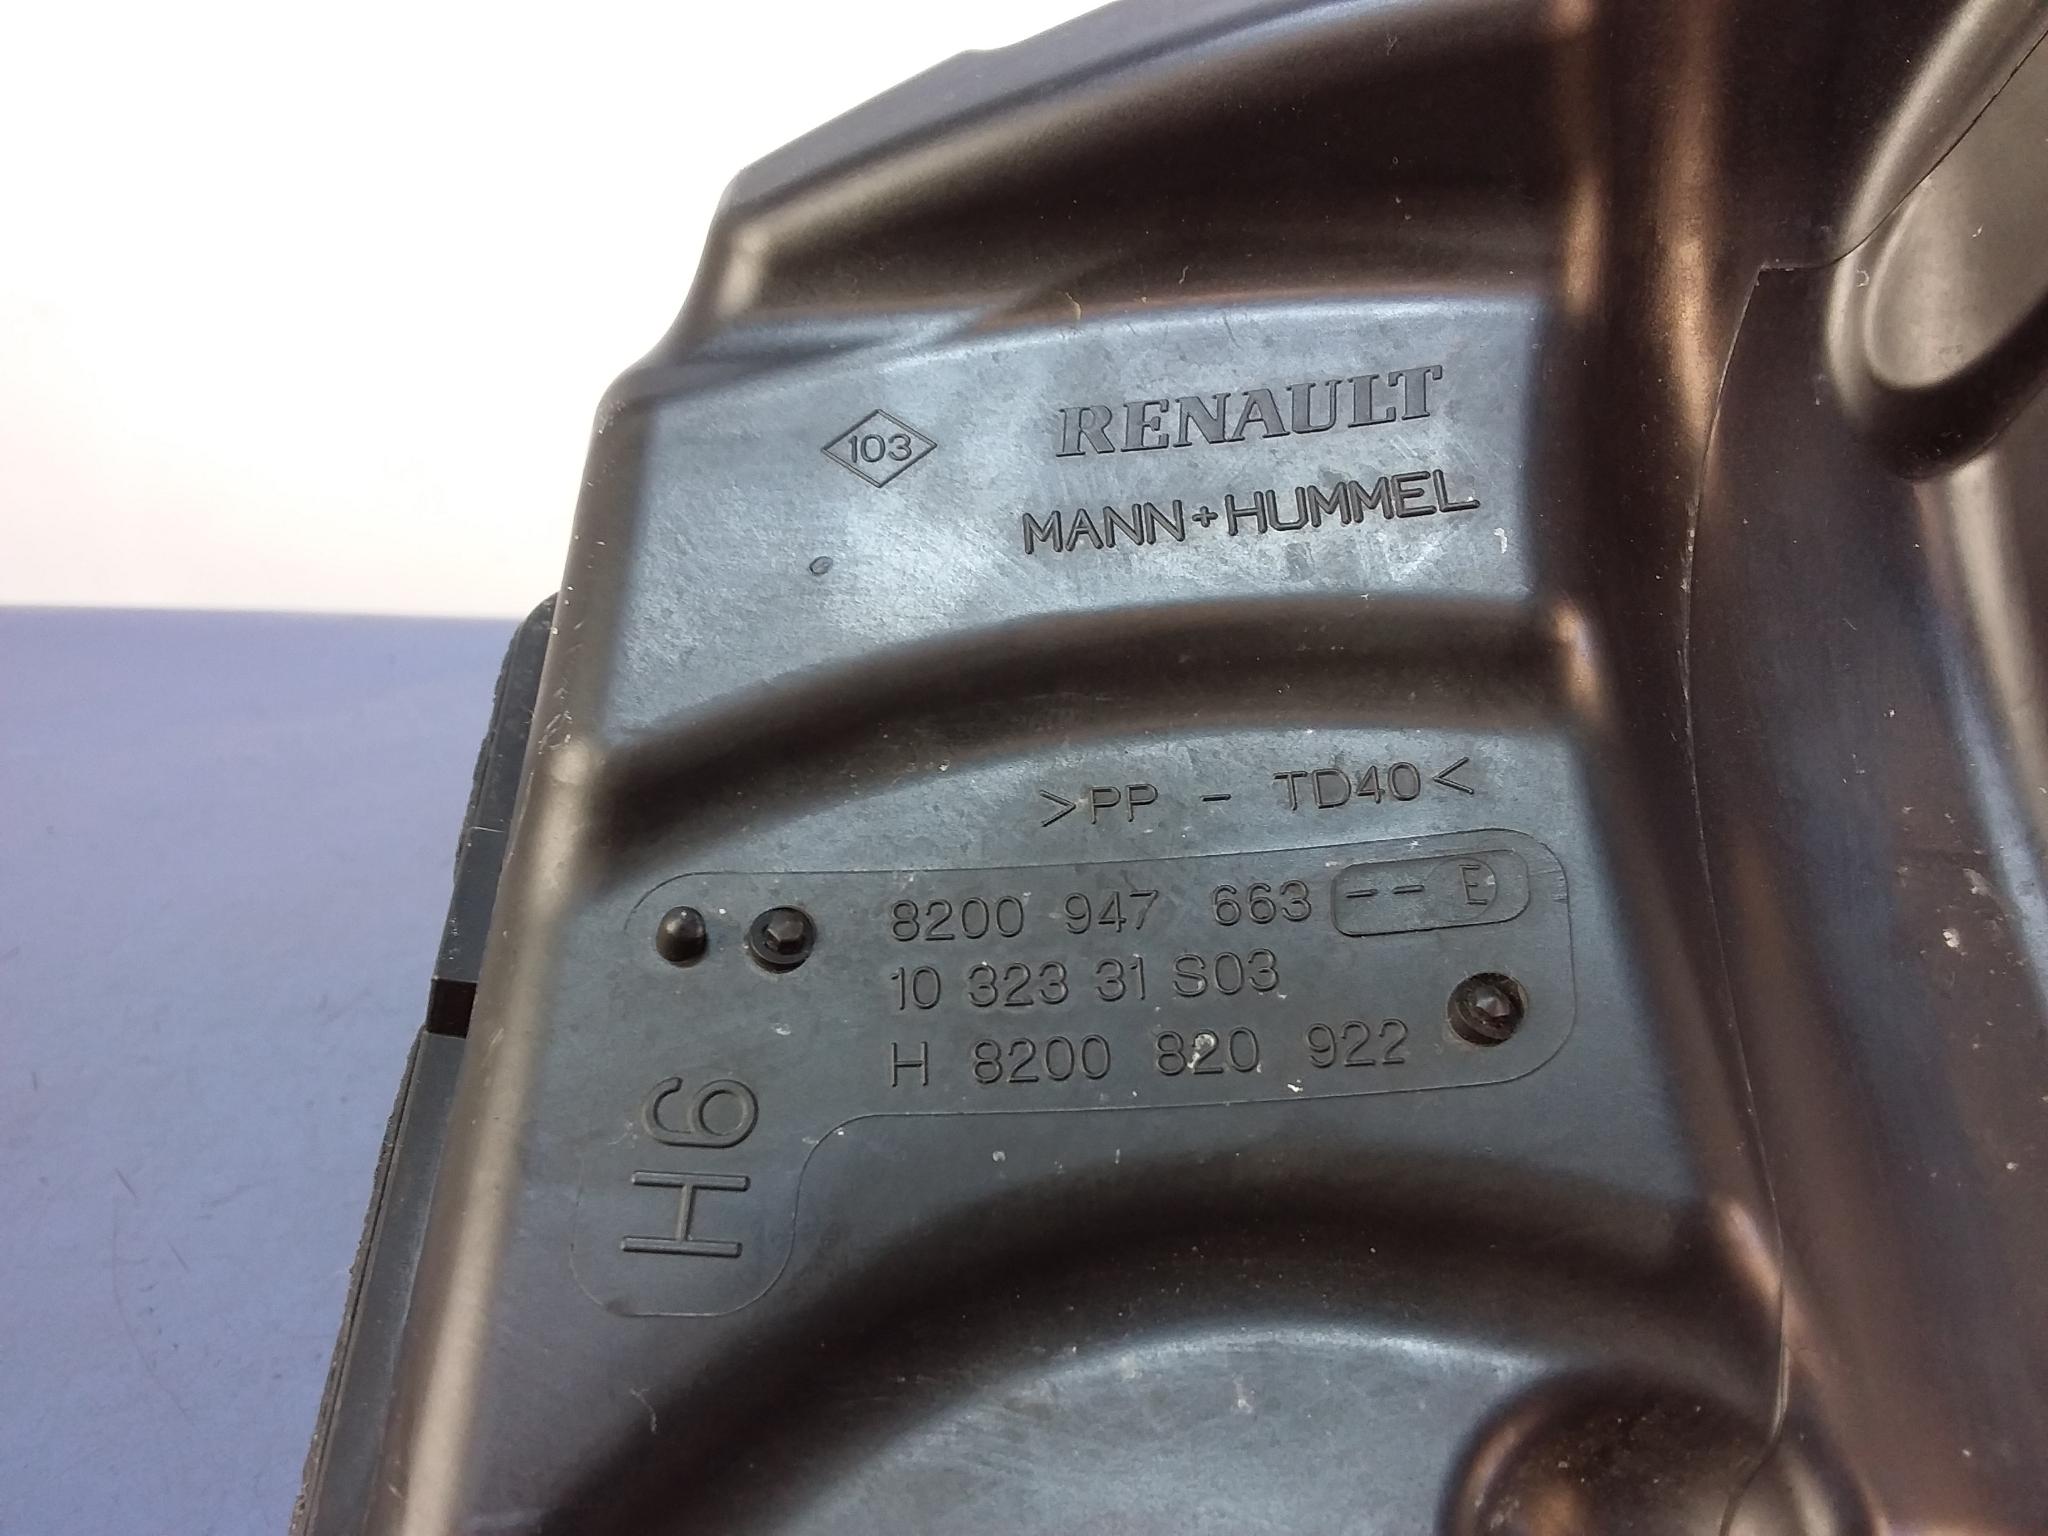 103
RENAULT
MANN+HUMMEL
>PP - TD40<
8200 947 663 -- E
10 323 31 S03
H 8200 820 922
H6